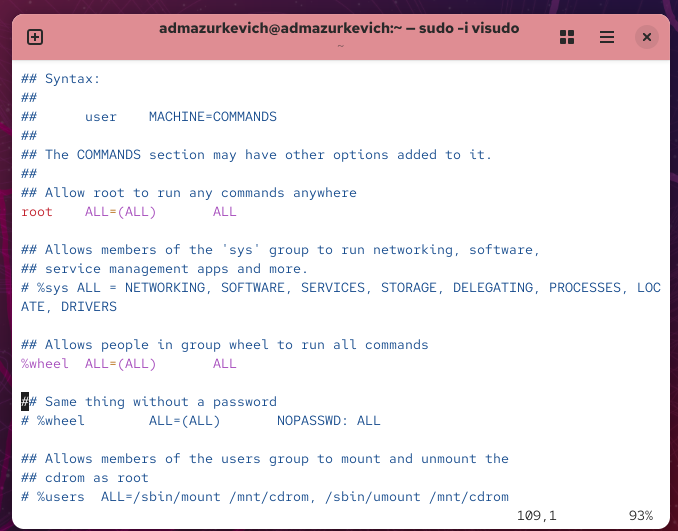 admazurkevich@admazurkevich:~ — sudo -i visudo
~
## Syntax:
##
##      user    MACHINE=COMMANDS
##
## The COMMANDS section may have other options added to it.
##
## Allow root to run any commands anywhere
root    ALL=(ALL)       ALL
## Allows members of the 'sys' group to run networking, software,
## service management apps and more.
# %sys ALL = NETWORKING, SOFTWARE, SERVICES, STORAGE, DELEGATING, PROCESSES, LOC
ATE, DRIVERS
## Allows people in group wheel to run all commands
%wheel  ALL=(ALL)       ALL
## Same thing without a password
# %wheel        ALL=(ALL)       NOPASSWD: ALL
## Allows members of the users group to mount and unmount the
## cdrom as root
# %users  ALL=/sbin/mount /mnt/cdrom, /sbin/umount /mnt/cdrom
109,1         93%